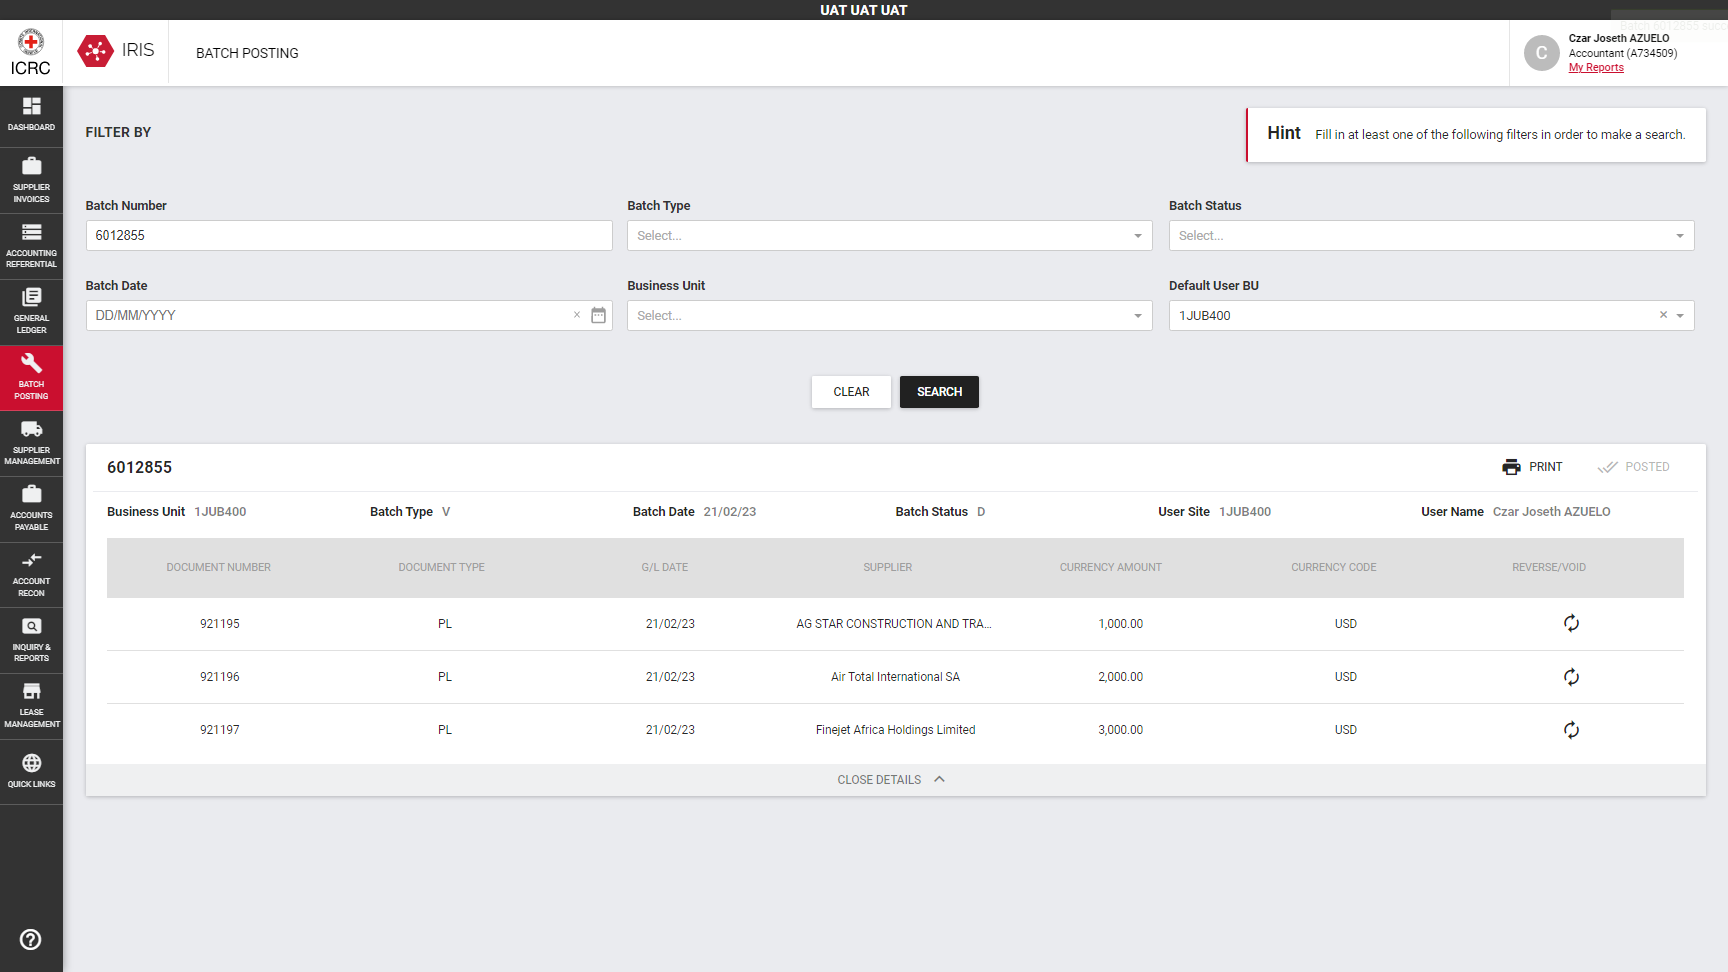 UAT UAT UAT
Batch 6012855 succ
ICRC
IRIS
BATCH POSTING
C
Czar Joseth AZUELO
Accountant (A734509)
My Reports
DASHBOARD
SUPPLIER
INVOICES
ACCOUNTING
REFERENTIAL
GENERAL
LEDGER
BATCH
POSTING
SUPPLIER
MANAGEMENT
ACCOUNTS
PAYABLE
ACCOUNT
RECON
INQUIRY &
REPORTS
LEASE
MANAGEMENT
QUICK LINKS
FILTER BY
Hint Fill in at least one of the following filters in order to make a search.
Batch Number Batch Type Batch Status
6012855 Select... Select...
Batch Date Business Unit Default User BU
DD/MM/YYYY × Select... 1JUB400 ×
CLEAR SEARCH
6012855 PRINT POSTED
Business Unit 1JUB400 Batch Type V Batch Date 21/02/23 Batch Status D User Site 1JUB400 User Name Czar Joseth AZUELO
DOCUMENT NUMBER DOCUMENT TYPE G/L DATE SUPPLIER CURRENCY AMOUNT CURRENCY CODE REVERSE/VOID
921195 PL 21/02/23 AG STAR CONSTRUCTION AND TRA... 1,000.00 USD
921196 PL 21/02/23 Air Total International SA 2,000.00 USD
921197 PL 21/02/23 Finejet Africa Holdings Limited 3,000.00 USD
CLOSE DETAILS